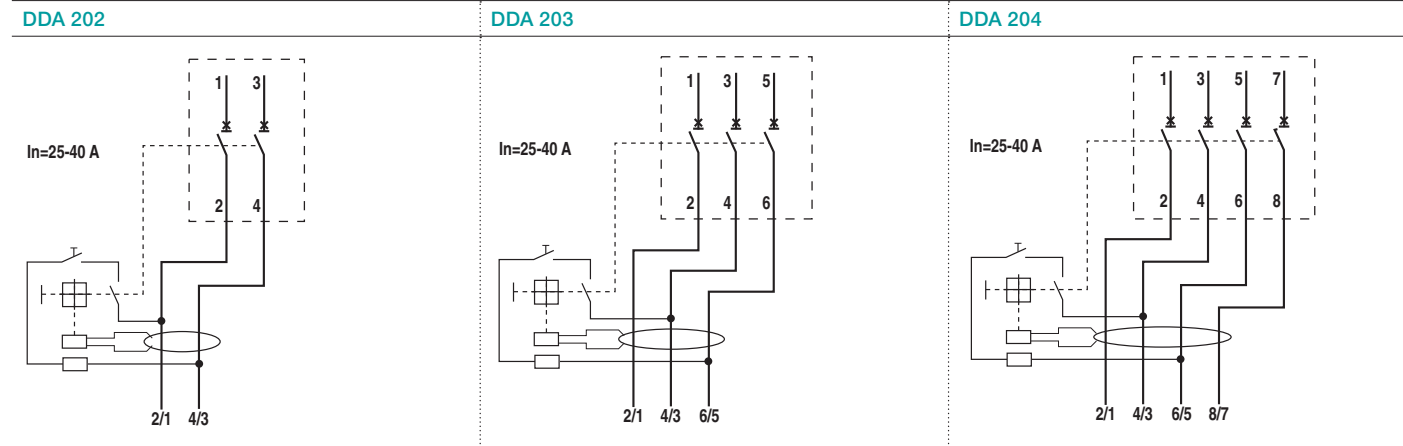 DDA 202
1 3
In=25-40 A
2 4
2/1 4/3
DDA 203
1 3 5
In=25-40 A
2 4 6
2/1 4/3 6/5
DDA 204
1 3 5 7
In=25-40 A
2 4 6 8
2/1 4/3 6/5 8/7